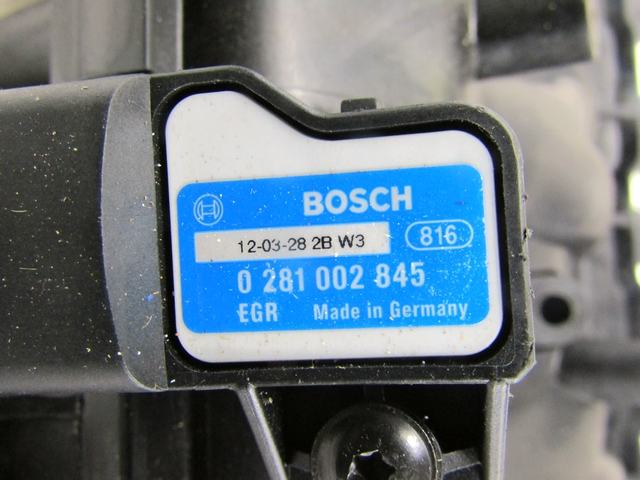 BOSCH
12-03-28 2B W3 816
0 281 002 845
EGR Made in Germany